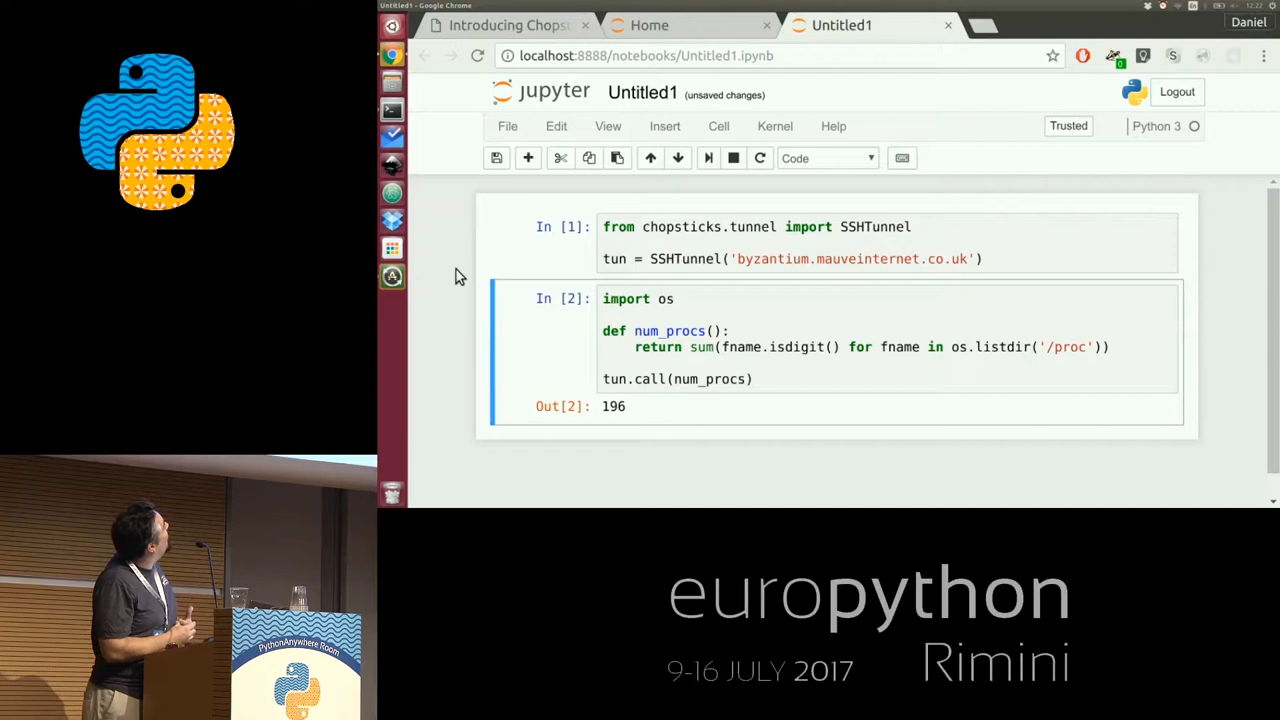 Untitled1 - Google Chrome
12:22
Introducing Chopst
Home
Untitled1
Daniel
localhost:8888/notebooks/Untitled1.ipynb
0
jupyter
Untitled1 (unsaved changes)
Logout
File
Edit
View
Insert
Cell
Kernel
Help
Trusted
Python 3
Code
In [1]:
from chopsticks.tunnel import SSHTunnel
tun = SSHTunnel('byzantium.mauveinternet.co.uk')
In [2]:
import os
def num_procs():
return sum(fname.isdigit() for fname in os.listdir('/proc'))
tun.call(num_procs)
Out[2]:
196
PythonAnywhere Room
europython
Rimini
9-16 JULY 2017